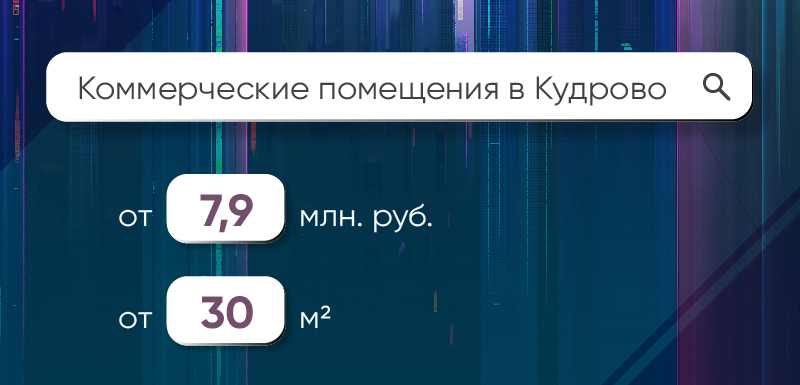 Коммерческие помещения в Кудрово
от 7,9 млн. руб.
от 30 м²